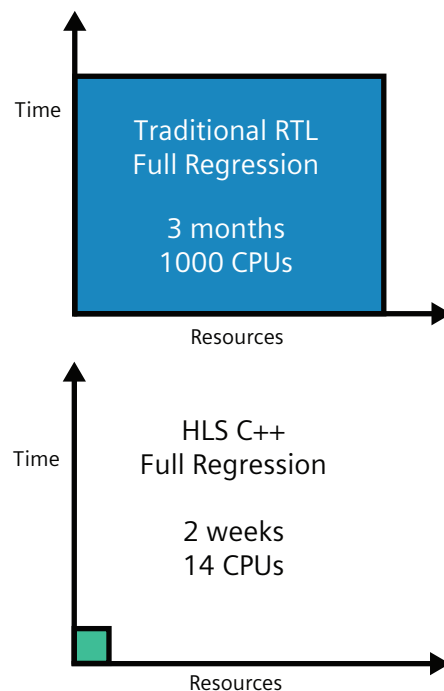 Time
Traditional RTL
Full Regression
3 months
1000 CPUs
Resources
HLS C++
Time
Full Regression
2 weeks
14 CPUs
Resources